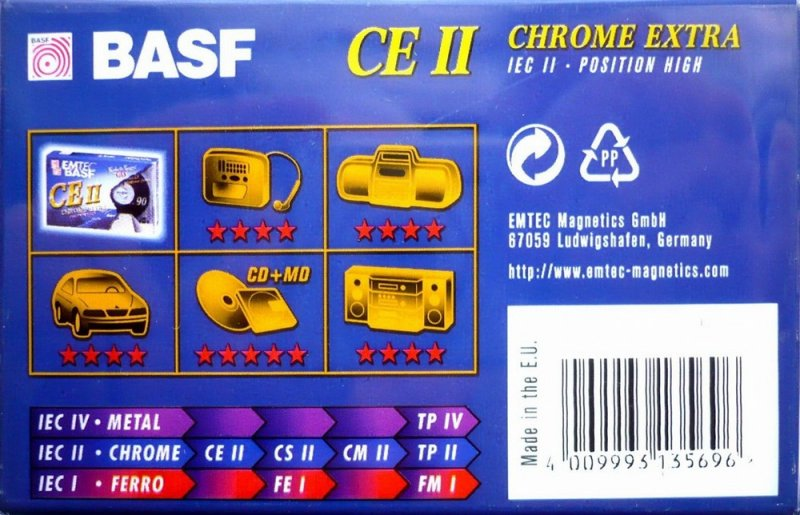 BASF
BASF
CE II
CHROME EXTRA
IEC II · POSITION HIGH
EMTEC
BASF
CE II
90
CD+MD
PP
EMTEC Magnetics GmbH
67059 Ludwigshafen, Germany
http://www.emtec-magnetics.com
IEC IV · METAL TP IV
IEC II · CHROME CE II CS II CM II TP II
IEC I · FERRO FE I FM I
Made in the E.U.
4 009993 135696